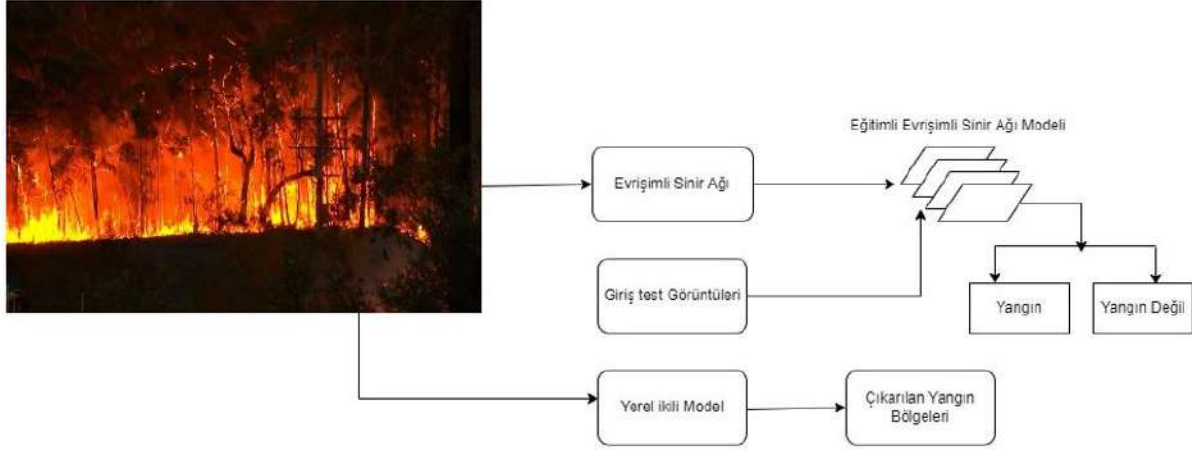 Eğitimli Evrişimli Sinir Ağı Modeli
Evrişimli Sinir Ağı
Giriş test Görüntüleri
Yangın
Yangın Değil
Yerel ikili Model
Çıkarılan Yangın
Bölgeleri